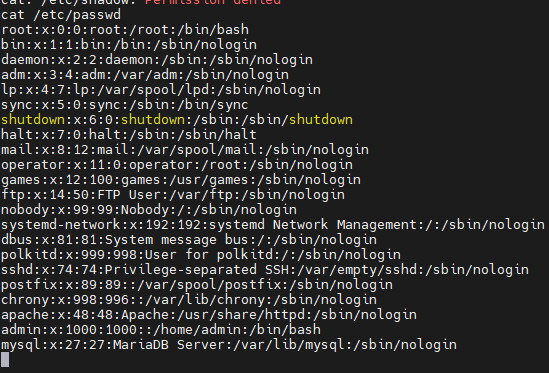 cat: /etc/shadow: Permission denied
cat /etc/passwd
root:x:0:0:root:/root:/bin/bash
bin:x:1:1:bin:/bin:/sbin/nologin
daemon:x:2:2:daemon:/sbin:/sbin/nologin
adm:x:3:4:adm:/var/adm:/sbin/nologin
lp:x:4:7:lp:/var/spool/lpd:/sbin/nologin
sync:x:5:0:sync:/sbin:/bin/sync
shutdown:x:6:0:shutdown:/sbin:/sbin/shutdown
halt:x:7:0:halt:/sbin:/sbin/halt
mail:x:8:12:mail:/var/spool/mail:/sbin/nologin
operator:x:11:0:operator:/root:/sbin/nologin
games:x:12:100:games:/usr/games:/sbin/nologin
ftp:x:14:50:FTP User:/var/ftp:/sbin/nologin
nobody:x:99:99:Nobody:/:/sbin/nologin
systemd-network:x:192:192:systemd Network Management:/:/sbin/nologin
dbus:x:81:81:System message bus:/:/sbin/nologin
polkitd:x:999:998:User for polkitd:/:/sbin/nologin
sshd:x:74:74:Privilege-separated SSH:/var/empty/sshd:/sbin/nologin
postfix:x:89:89::/var/spool/postfix:/sbin/nologin
chrony:x:998:996::/var/lib/chrony:/sbin/nologin
apache:x:48:48:Apache:/usr/share/httpd:/sbin/nologin
admin:x:1000:1000::/home/admin:/bin/bash
mysql:x:27:27:MariaDB Server:/var/lib/mysql:/sbin/nologin